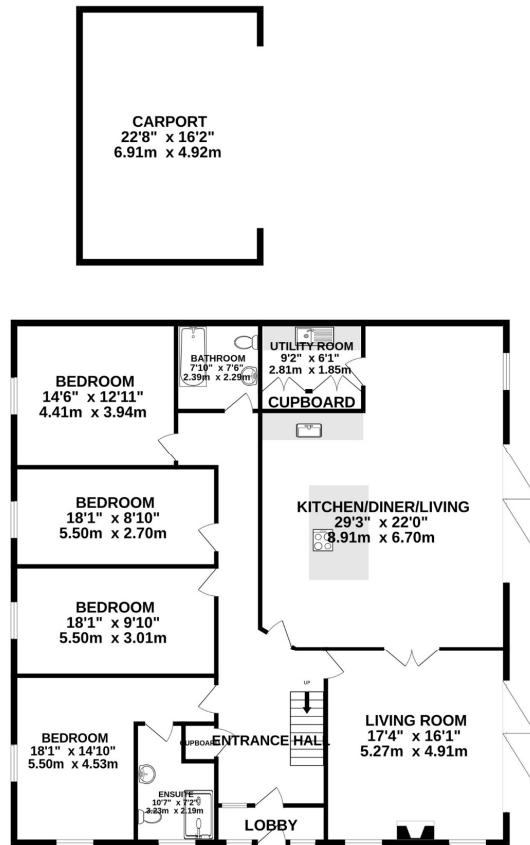 CARPORT
22'8" x 16'2"
6.91m x 4.92m
BATHROOM
7'10" x 7'6"
2.39m x 2.29m
UTILITY ROOM
9'2" x 6'1"
2.81m x 1.85m
CUPBOARD
BEDROOM
14'6" x 12'11"
4.41m x 3.94m
BEDROOM
18'1" x 8'10"
5.50m x 2.70m
KITCHEN/DINER/LIVING
29'3" x 22'0"
8.91m x 6.70m
BEDROOM
18'1" x 9'10"
5.50m x 3.01m
BEDROOM
18'1" x 14'10"
5.50m x 4.53m
CUPBOARD
UP
ENTRANCE HALL
LIVING ROOM
17'4" x 16'1"
5.27m x 4.91m
ENSUITE
10'7" x 7'2"
3.23m x 2.19m
LOBBY